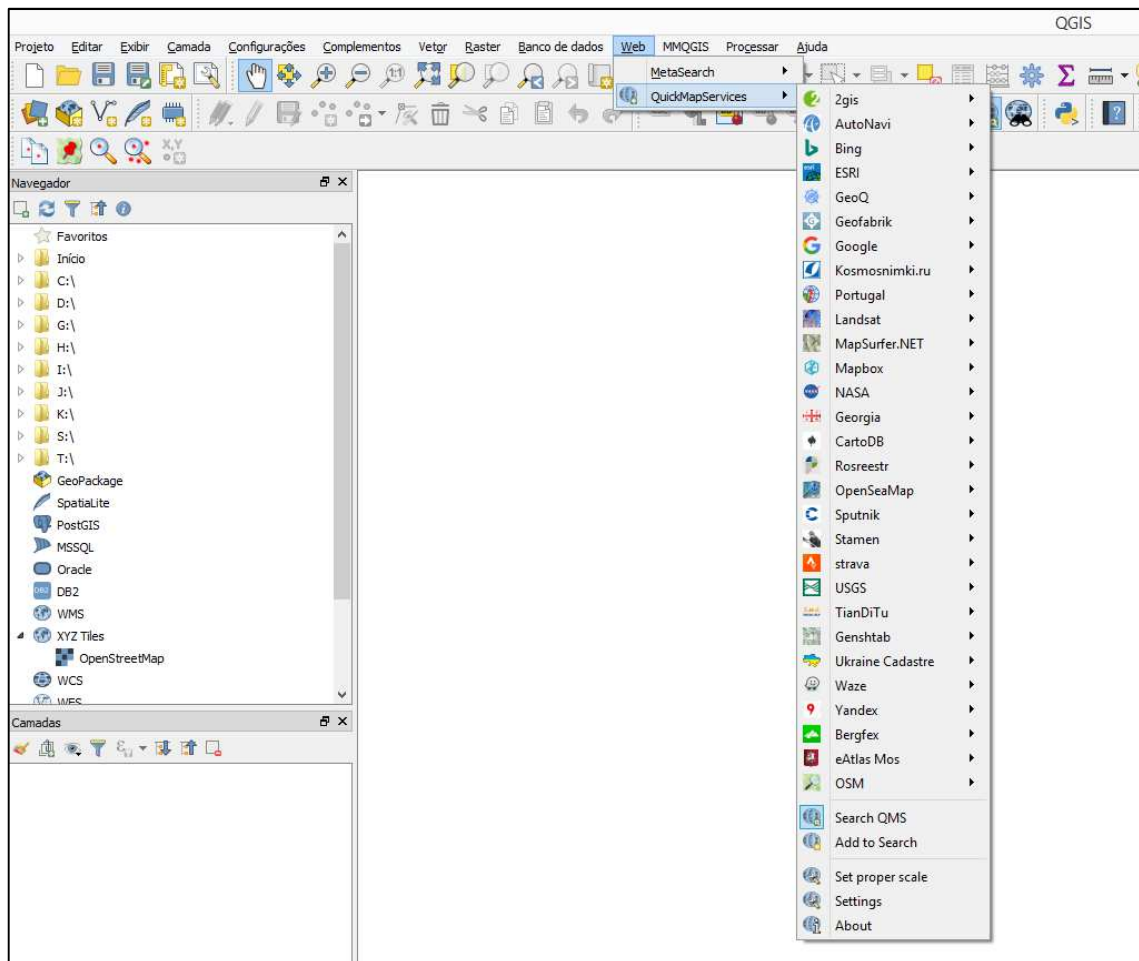 QGIS
Projeto Editar Exibir Camada Configurações Complementos Vetor Raster Banco de dados Web MMQGIS Processar Ajuda
MetaSearch
QuickMapServices
2gis
AutoNavi
Bing
ESRI
GeoQ
Geofabrik
Google
Kosmosnimki.ru
Portugal
Landsat
MapSurfer.NET
Mapbox
NASA
Georgia
CartoDB
Rosreestr
OpenSeaMap
Sputnik
Stamen
strava
USGS
TianDiTu
Genshtab
Ukraine Cadastre
Waze
Yandex
Bergfex
eAtlas Mos
OSM
Search QMS
Add to Search
Set proper scale
Settings
About
Navegador
Favoritos
Início
C:\
D:\
G:\
H:\
I:\
J:\
K:\
S:\
T:\
GeoPackage
SpatiaLite
PostGIS
MSSQL
Oracle
DB2
WMS
XYZ Tiles
OpenStreetMap
WCS
WFS
Camadas